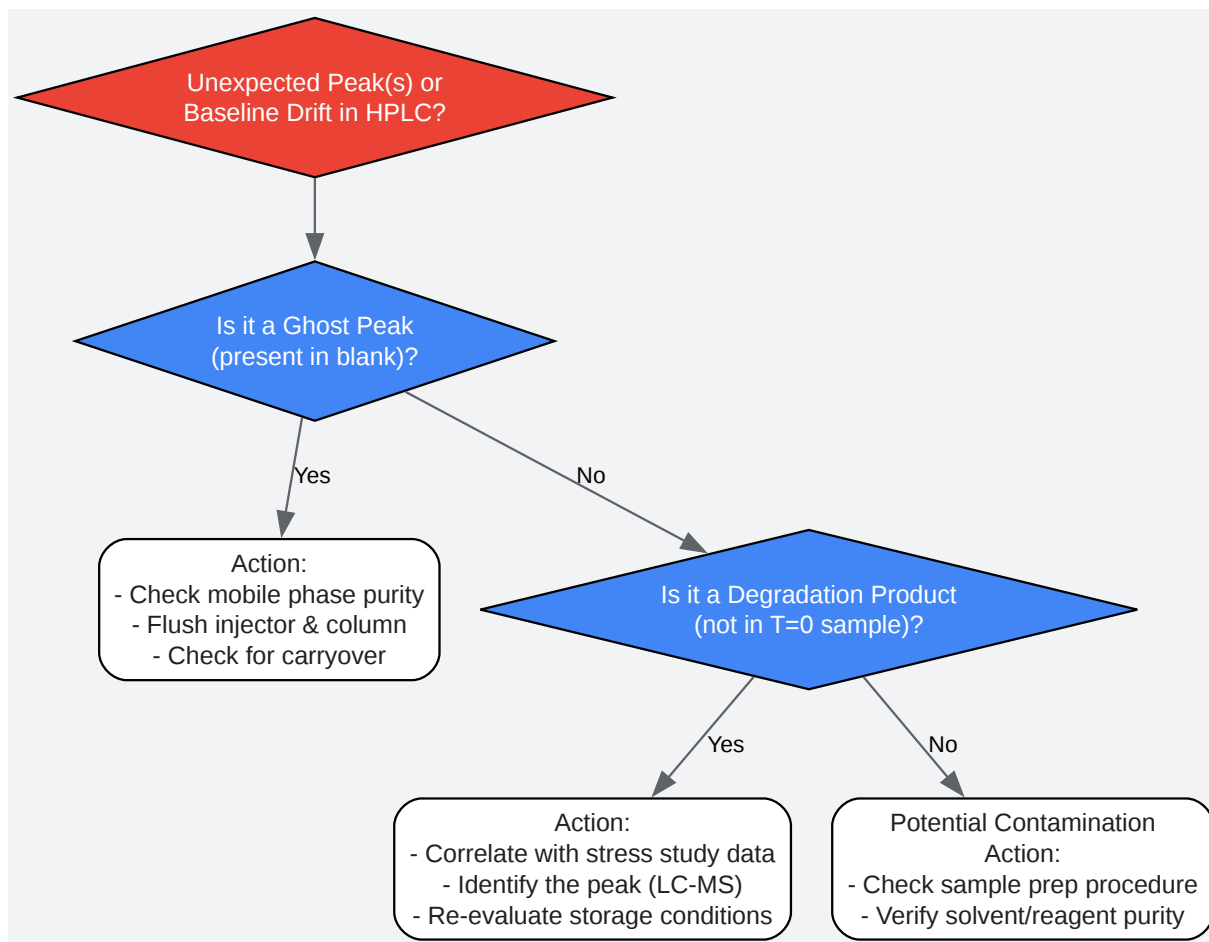 Unexpected Peak(s) or
Baseline Drift in HPLC?
Is it a Ghost Peak
(present in blank)?
Yes
No
Action:
- Check mobile phase purity
- Flush injector & column
- Check for carryover
Is it a Degradation Product
(not in T=0 sample)?
Yes
No
Action:
- Correlate with stress study data
- Identify the peak (LC-MS)
- Re-evaluate storage conditions
Potential Contamination
Action:
- Check sample prep procedure
- Verify solvent/reagent purity